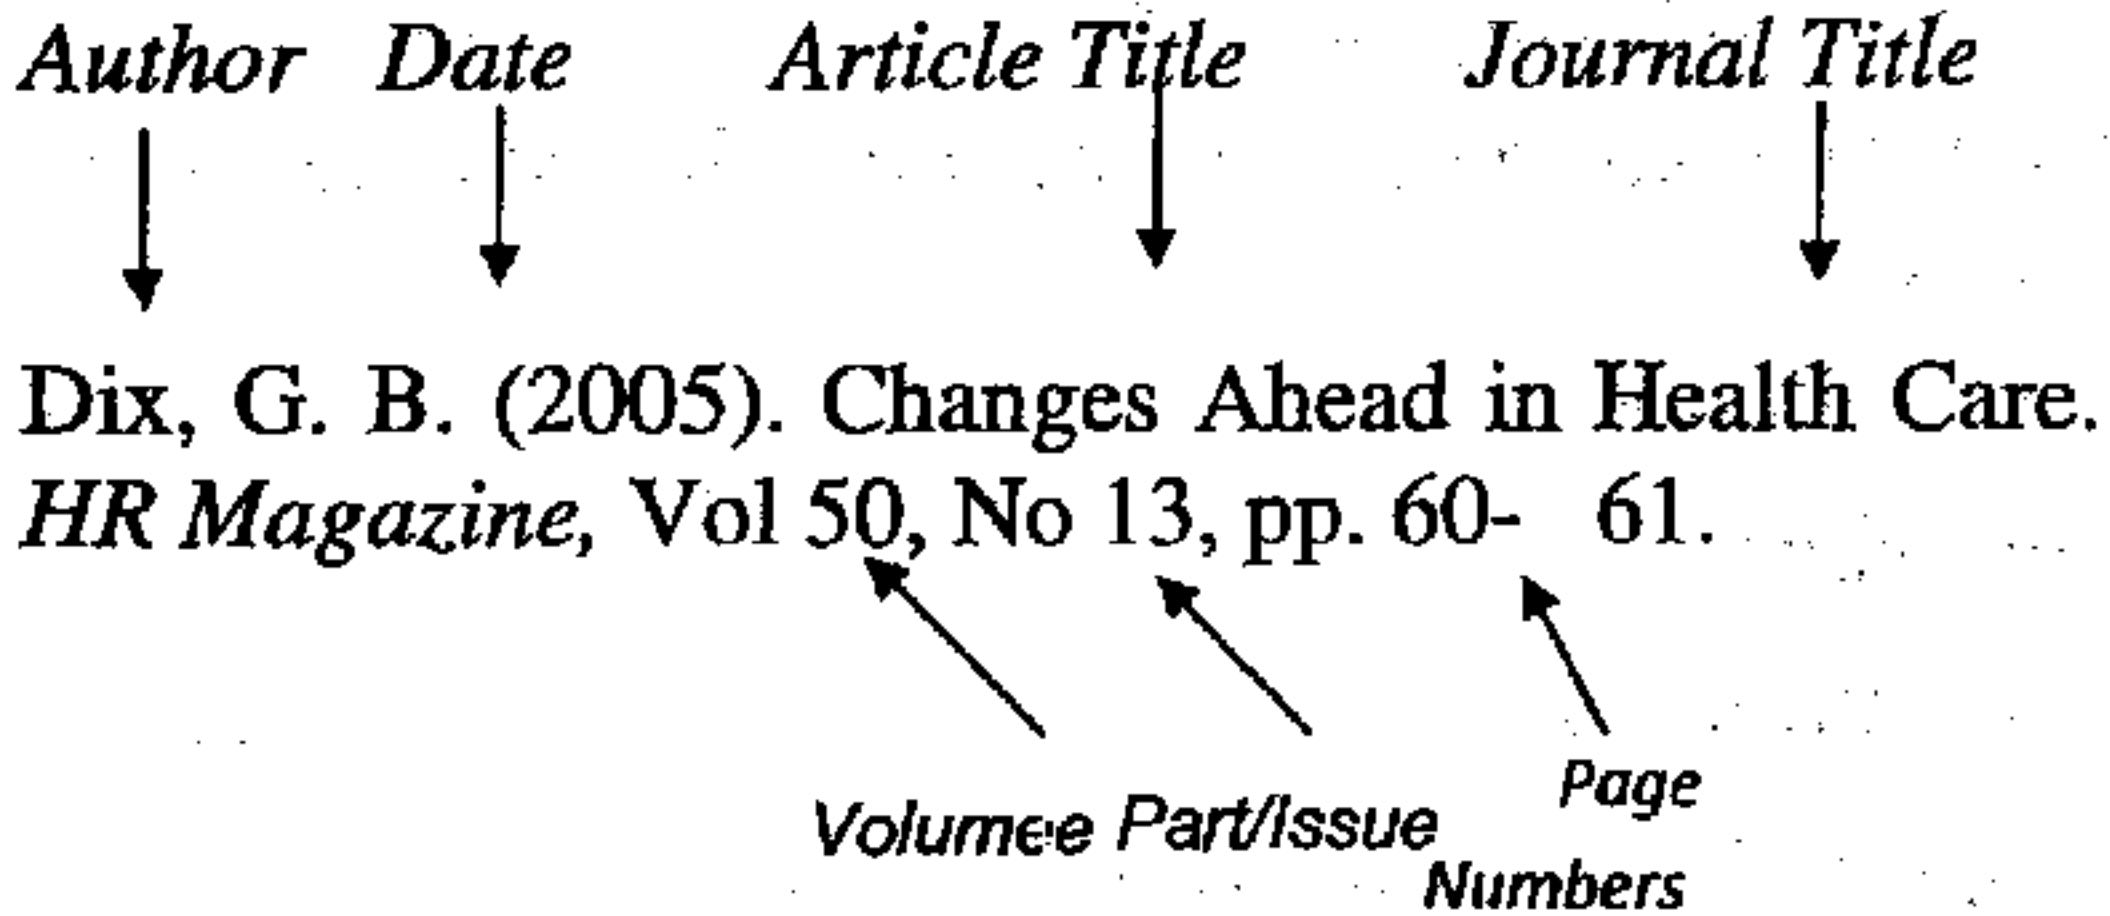 Author Date Article Title Journal Title
Dix, G. B. (2005). Changes Ahead in Health Care.
HR Magazine, Vol 50, No 13, pp. 60- 61.
Page
Volumee Part/Issue
Numbers